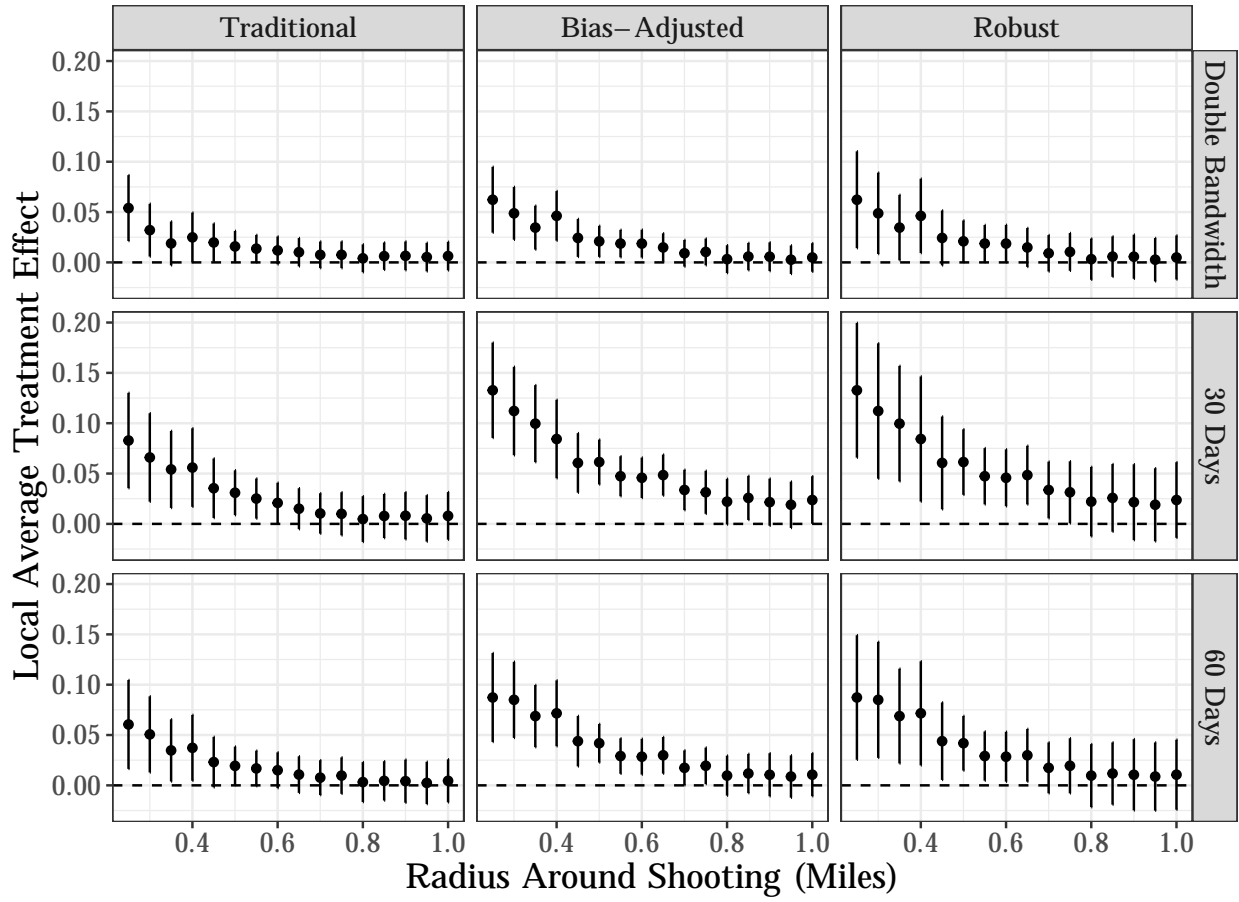 Traditional
Bias−Adjusted
Robust
Local Average Treatment Effect
0.20
0.15
0.10
0.05
0.00
Double Bandwidth
0.20
0.15
0.10
0.05
0.00
30 Days
0.20
0.15
0.10
0.05
0.00
60 Days
0.4 0.6 0.8 1.0
0.4 0.6 0.8 1.0
0.4 0.6 0.8 1.0
Radius Around Shooting (Miles)